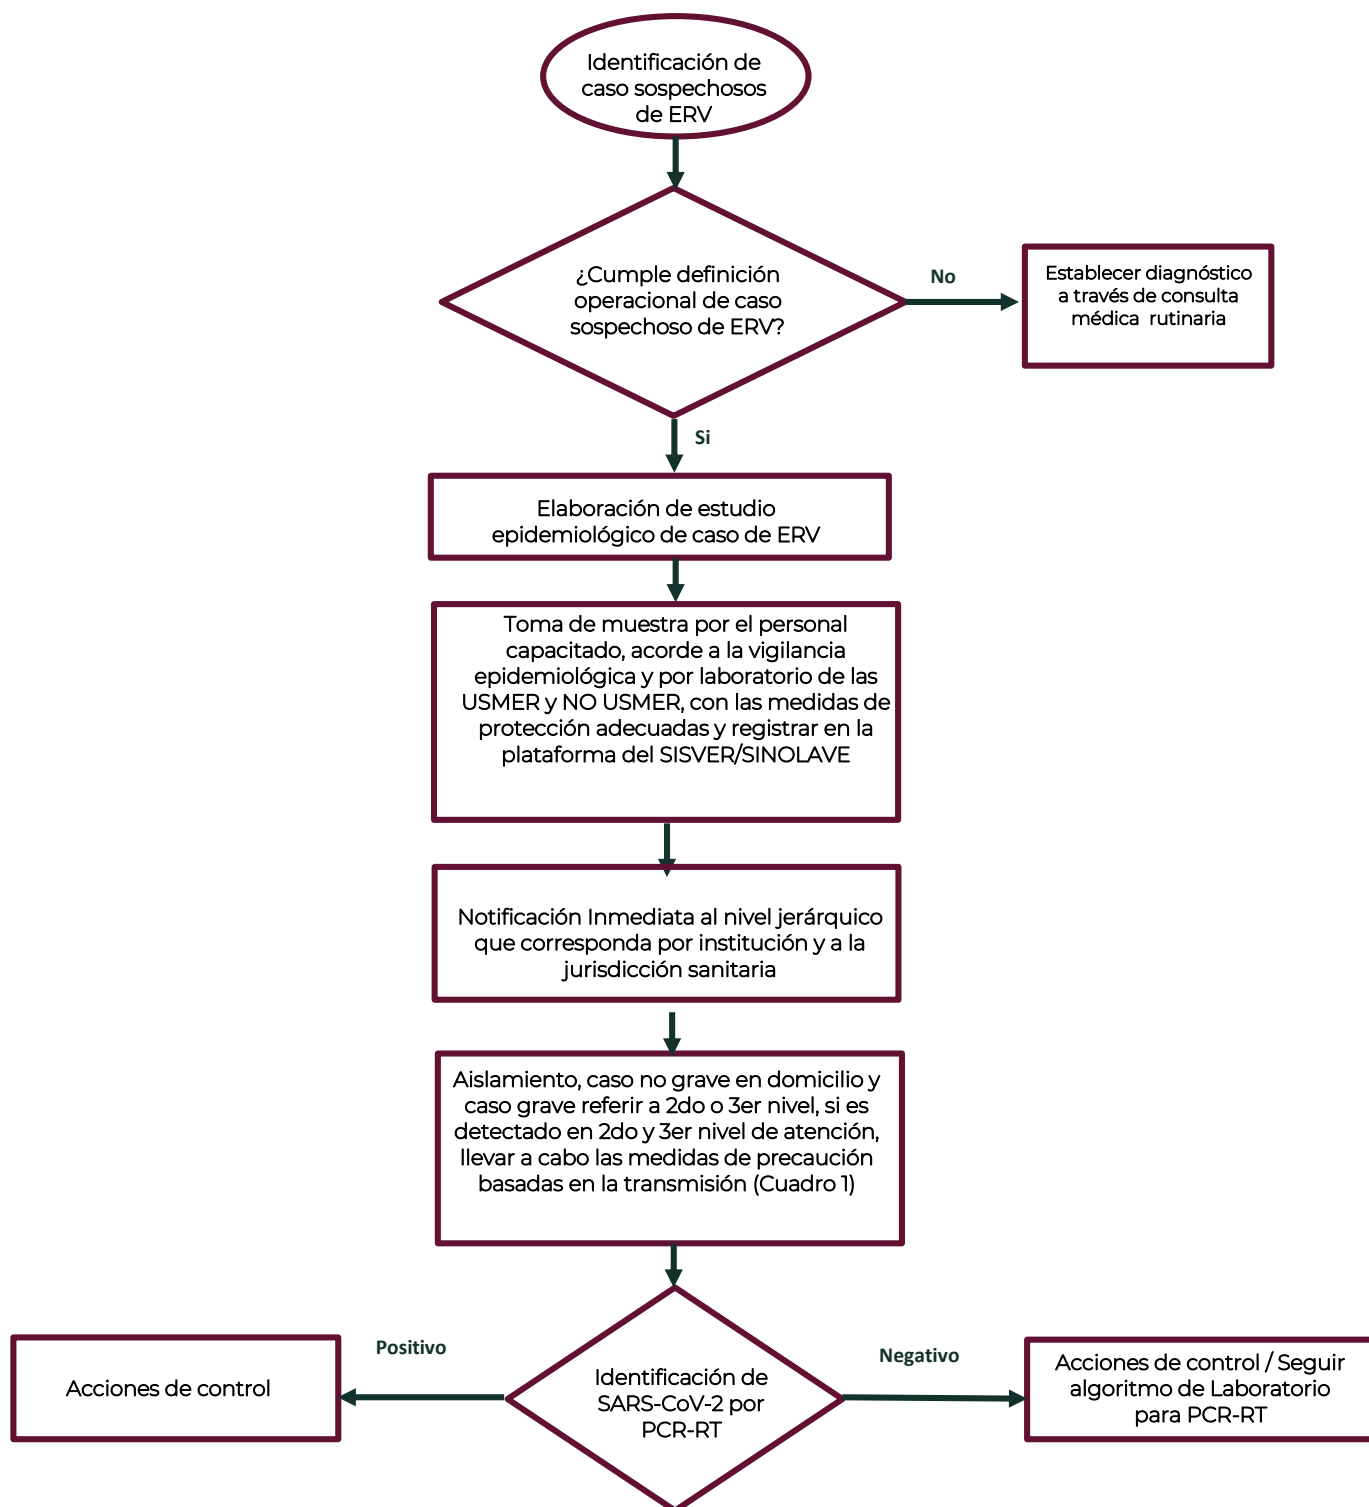 Identificación de
caso sospechosos
de ERV
¿Cumple definición
operacional de caso
sospechoso de ERV?
No
Establecer diagnóstico
a través de consulta
médica rutinaria
Si
Elaboración de estudio
epidemiológico de caso de ERV
Toma de muestra por el personal
capacitado, acorde a la vigilancia
epidemiológica y por laboratorio de las
USMER y NO USMER, con las medidas de
protección adecuadas y registrar en la
plataforma del SISVER/SINOLAVE
Notificación Inmediata al nivel jerárquico
que corresponda por institución y a la
jurisdicción sanitaria
Aislamiento, caso no grave en domicilio y
caso grave referir a 2do o 3er nivel, si es
detectado en 2do y 3er nivel de atención,
llevar a cabo las medidas de precaución
basadas en la transmisión (Cuadro 1)
Positivo
Acciones de control
Identificación de
SARS-CoV-2 por
PCR-RT
Negativo
Acciones de control / Seguir
algoritmo de Laboratorio
para PCR-RT